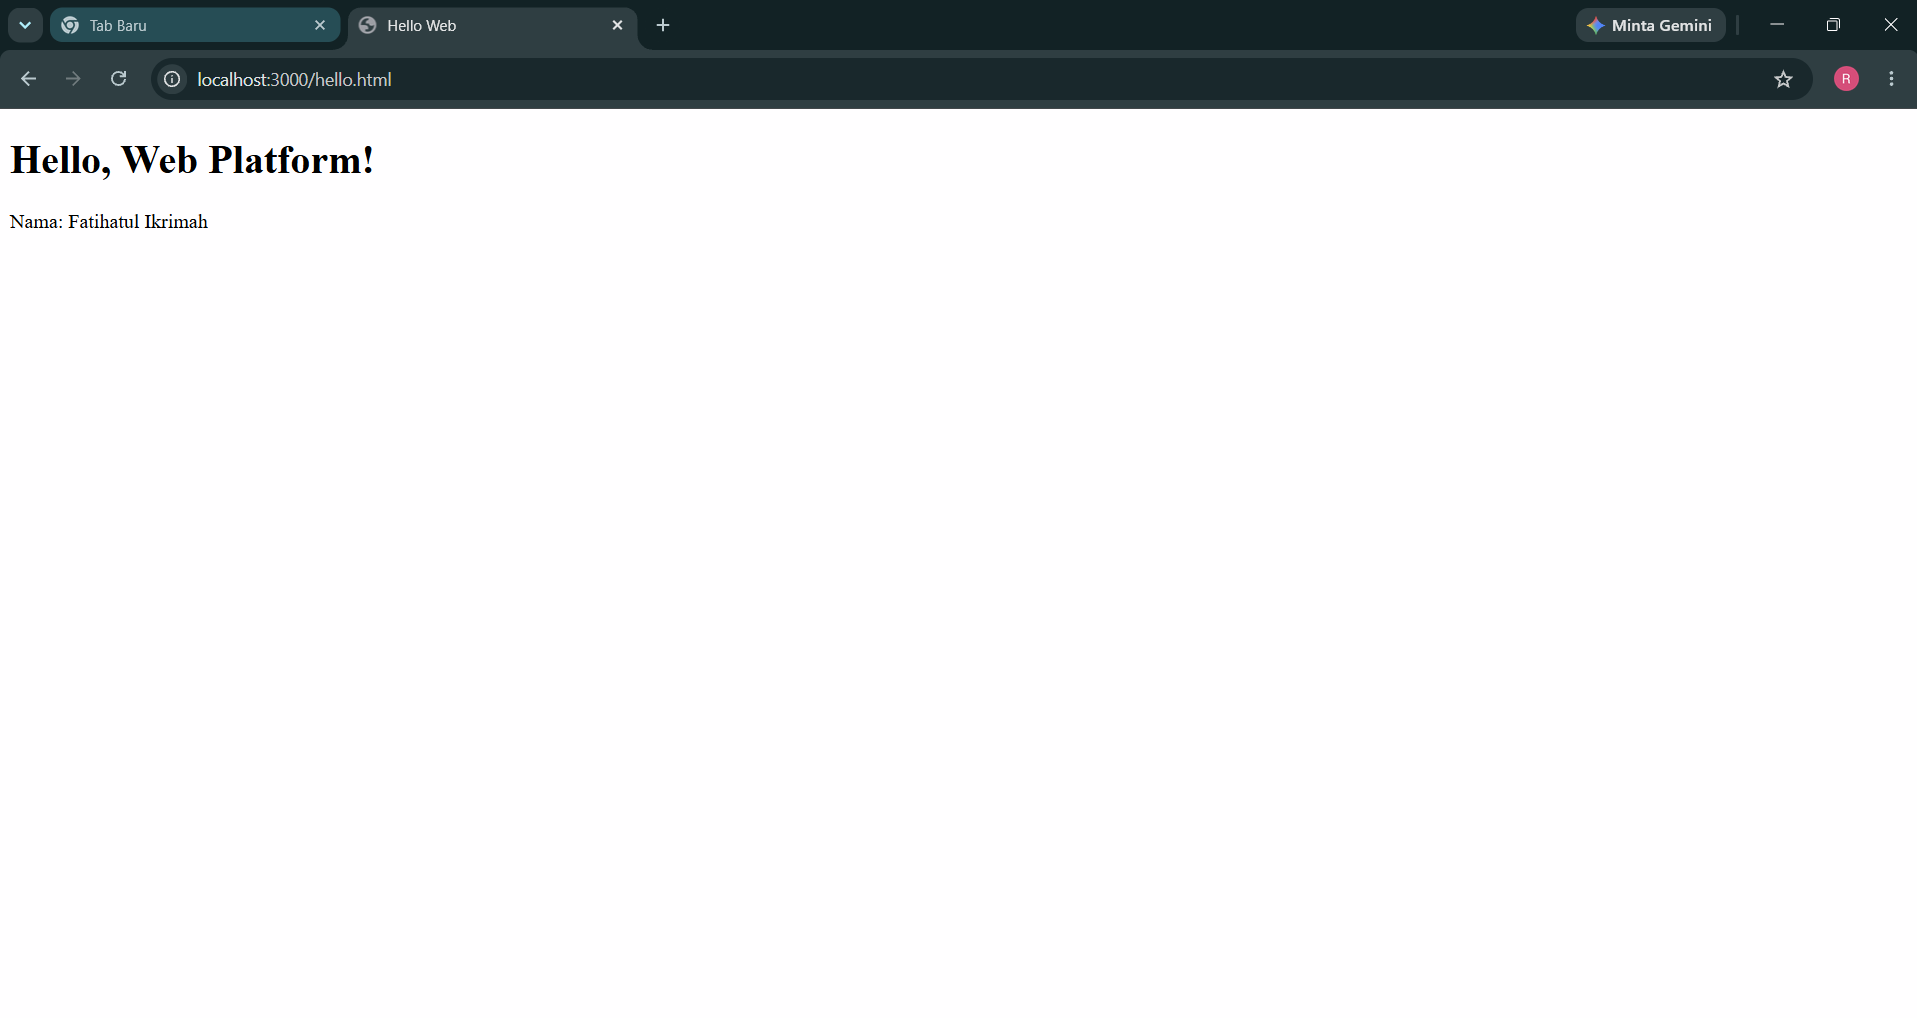 Tab Baru
Hello Web
Minta Gemini
localhost:3000/hello.html
R
Hello, Web Platform!
Nama: Fatihatul Ikrimah